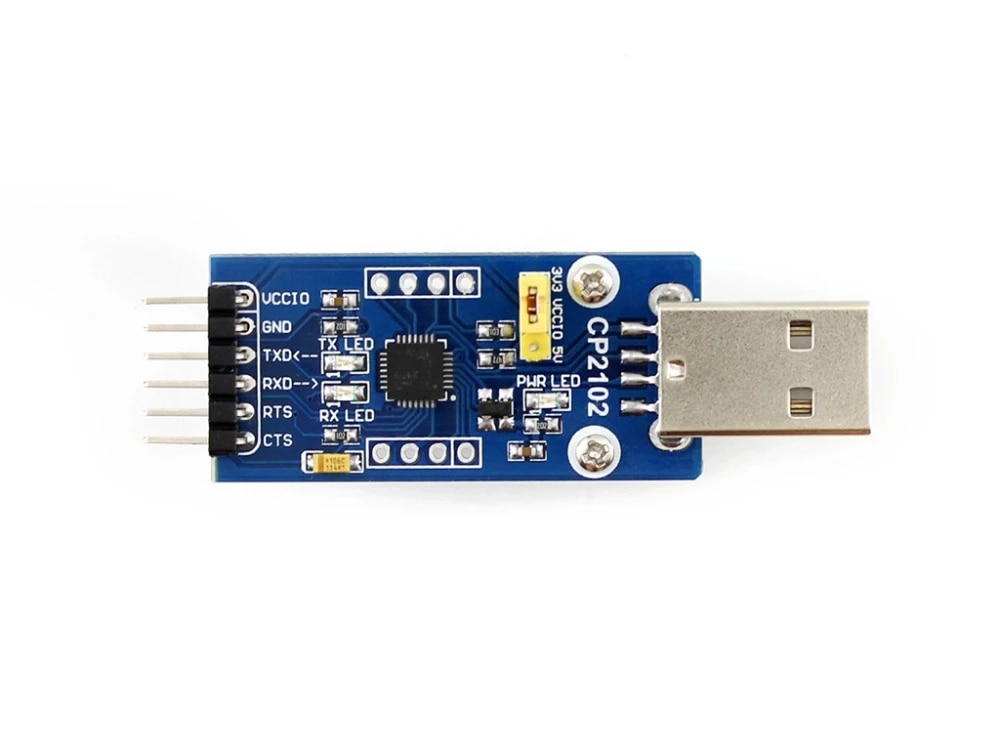 VCCIO
GND
TXD<--
RXD-->
RTS
CTS
TX LED
RX LED
3V3 VCCIO 5V
PWR LED
CP2102